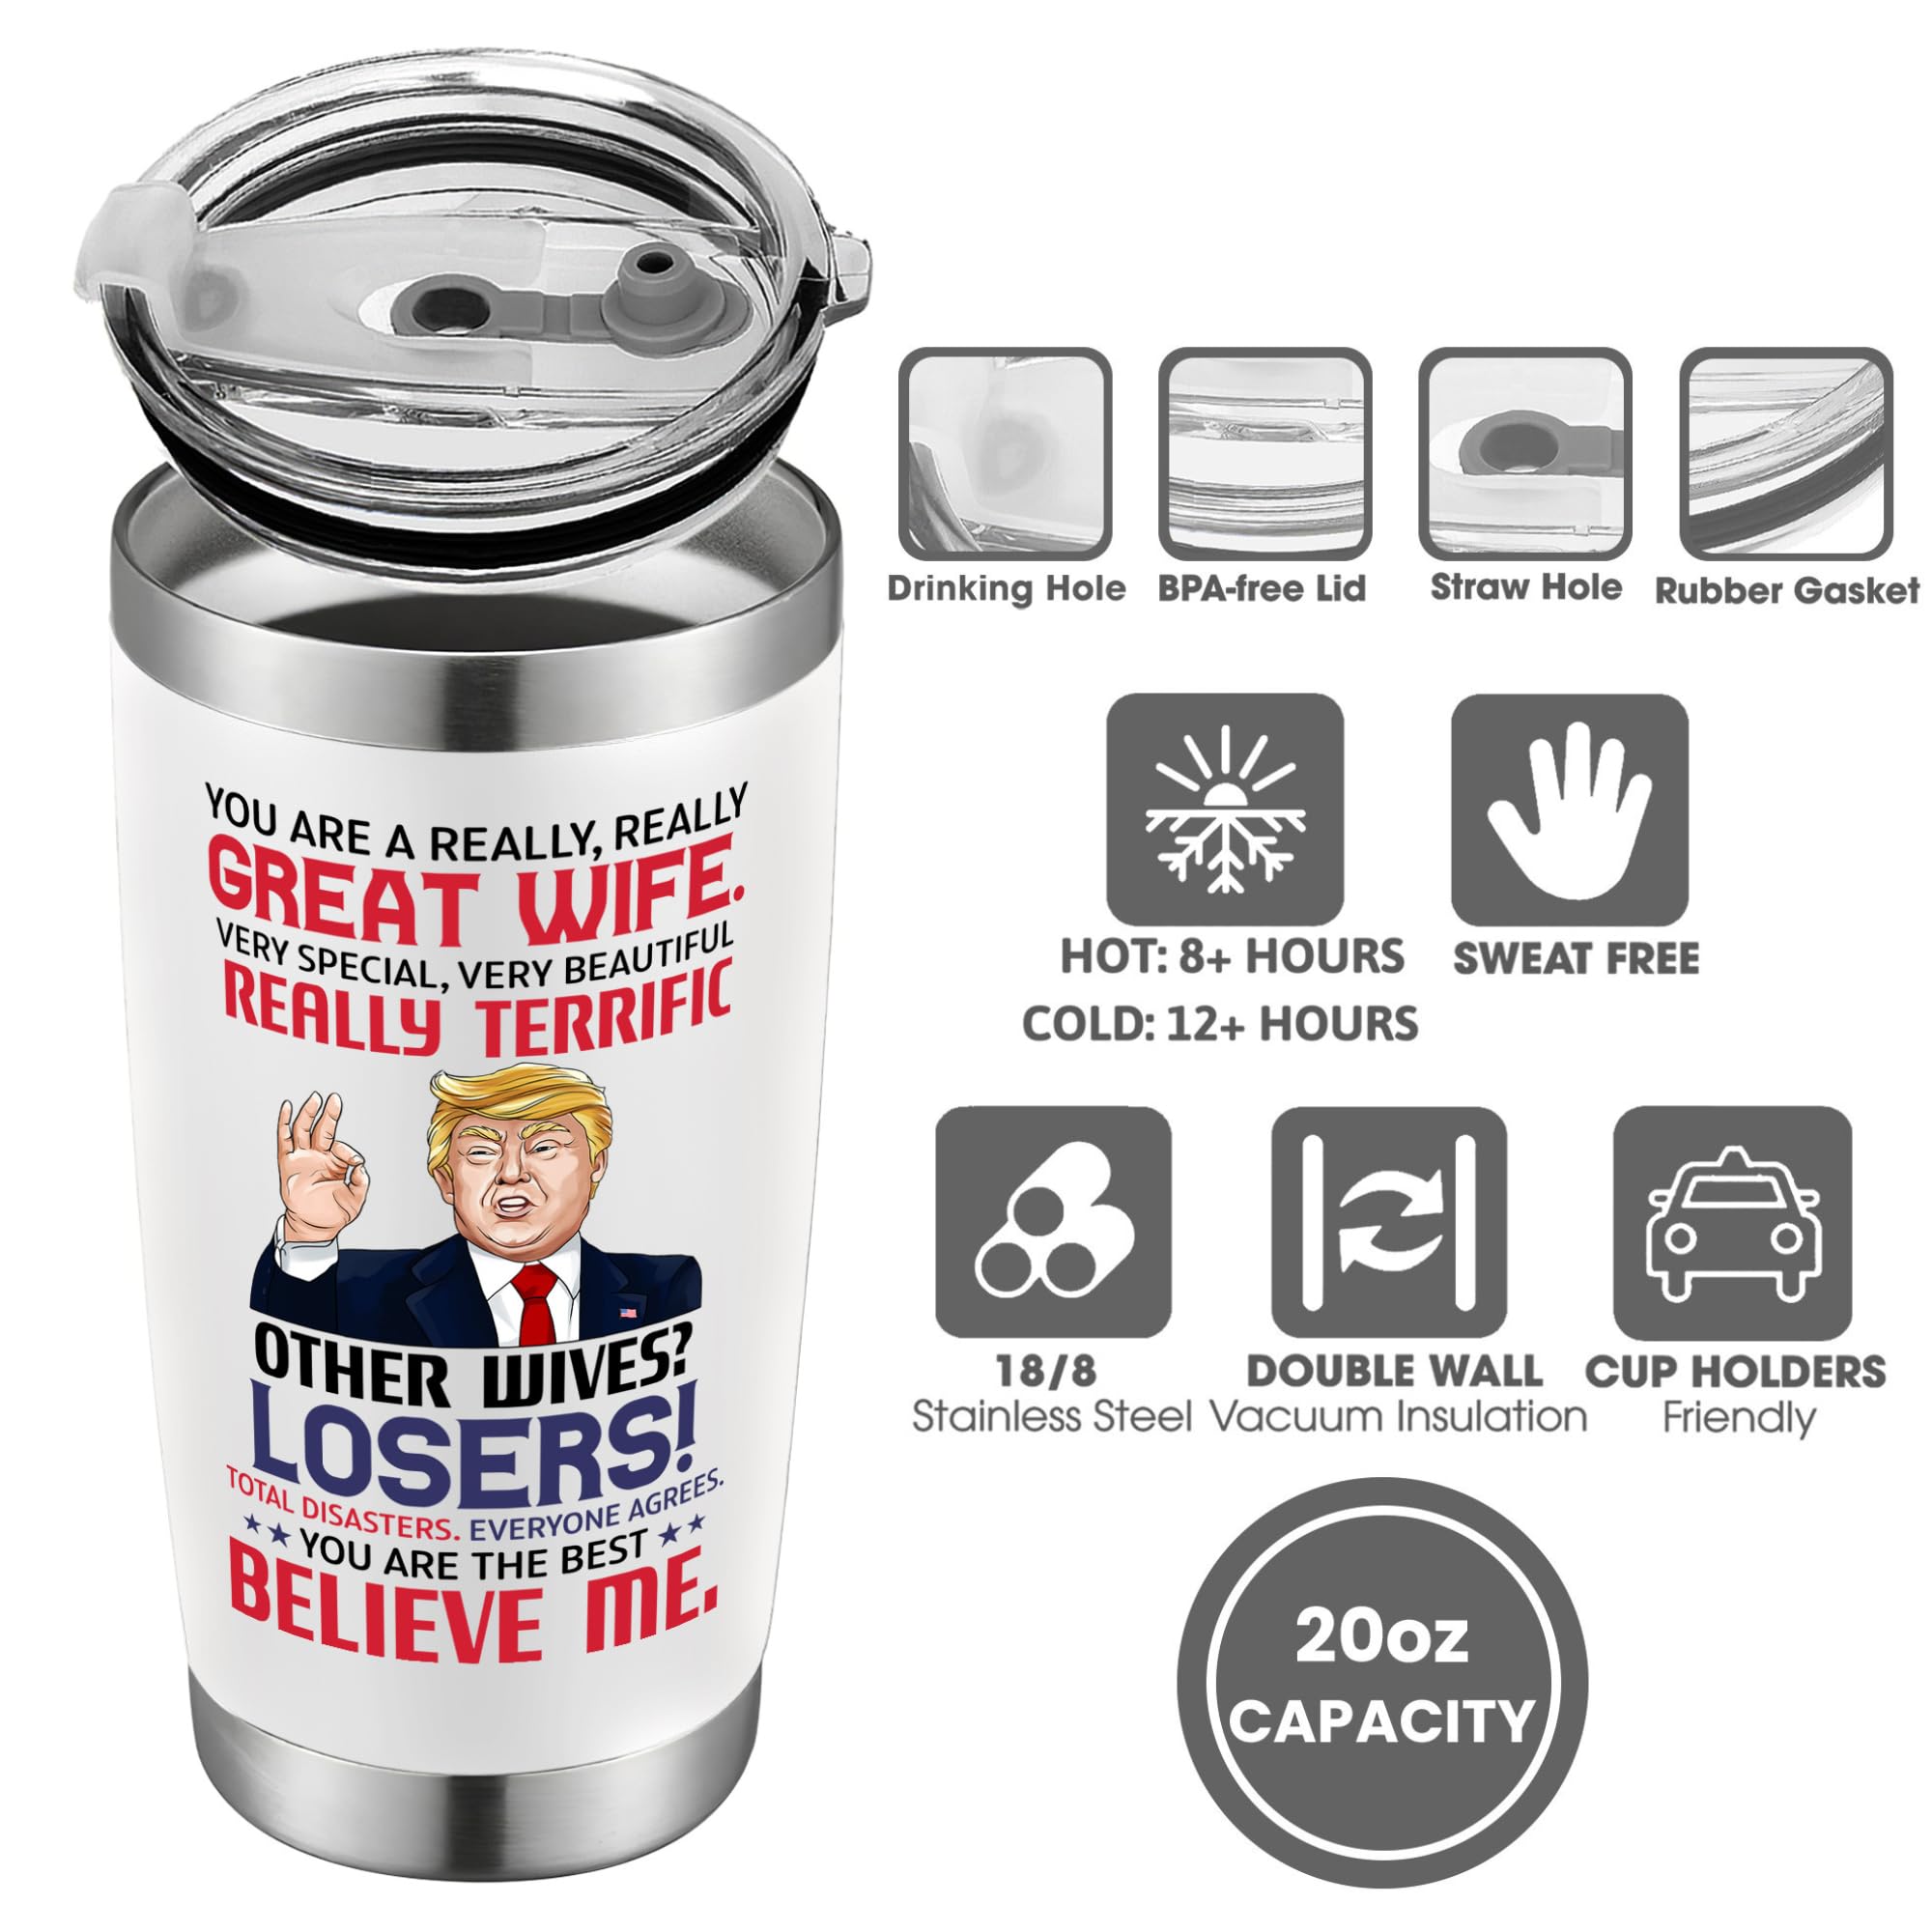 YOU ARE A REALLY, REALLY
GREAT WIFE.
VERY SPECIAL, VERY BEAUTIFUL
REALLY TERRIFIC
OTHER WIVES?
LOSERS!
TOTAL DISASTERS. EVERYONE AGREES.
YOU ARE THE BEST
BELIEVE ME.
Drinking Hole
BPA-free Lid
Straw Hole
Rubber Gasket
HOT: 8+ HOURS
COLD: 12+ HOURS
SWEAT FREE
18/8
Stainless Steel
DOUBLE WALL
Vacuum Insulation
CUP HOLDERS
Friendly
20oz
CAPACITY